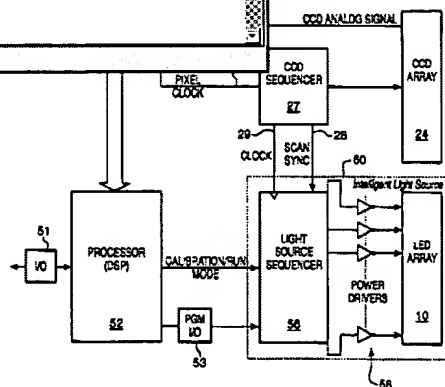 CCD ANALOG SIGNAL
PIXEL
CLOCK
CCD
SEQUENCER
27
CCD
ARRAY
24
29
28
CLOCK
SCAN
SYNC
60
Intelligent Light Source
51
I/O
PROCESSOR
(DSP)
52
CALIBRATION/RUN
MODE
PGM
I/O
53
LIGHT
SOURCE
SEQUENCER
56
POWER
DRIVERS
LED
ARRAY
10
58